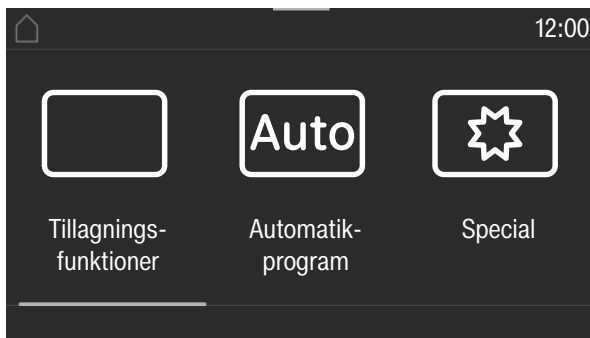 12:00
Auto
Tillagnings-
funktioner
Automatik-
program
Special